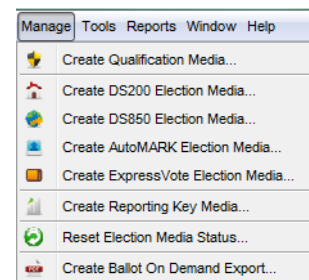 Manage Tools Reports Window Help
Create Qualification Media...
Create DS200 Election Media...
Create DS850 Election Media...
Create AutoMARK Election Media...
Create ExpressVote Election Media...
Create Reporting Key Media...
Reset Election Media Status...
PDF Create Ballot On Demand Export...